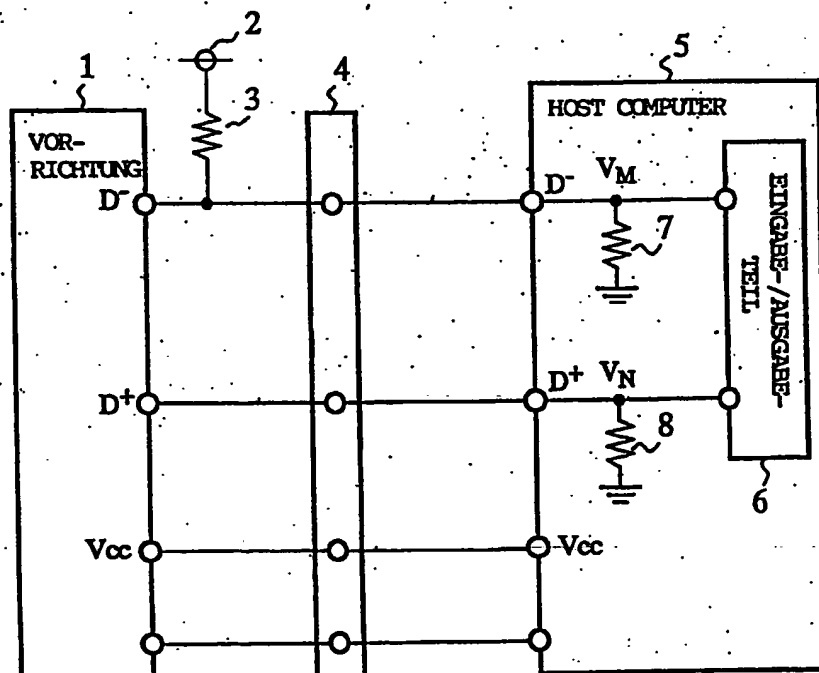 1
2
3
4
5
VOR-
RICHTUNG
HOST COMPUTER
D-
D- V_M
7
EINGABE-/AUSGABE-
TEIL
D+
D+ V_N
8
6
Vcc
Vcc